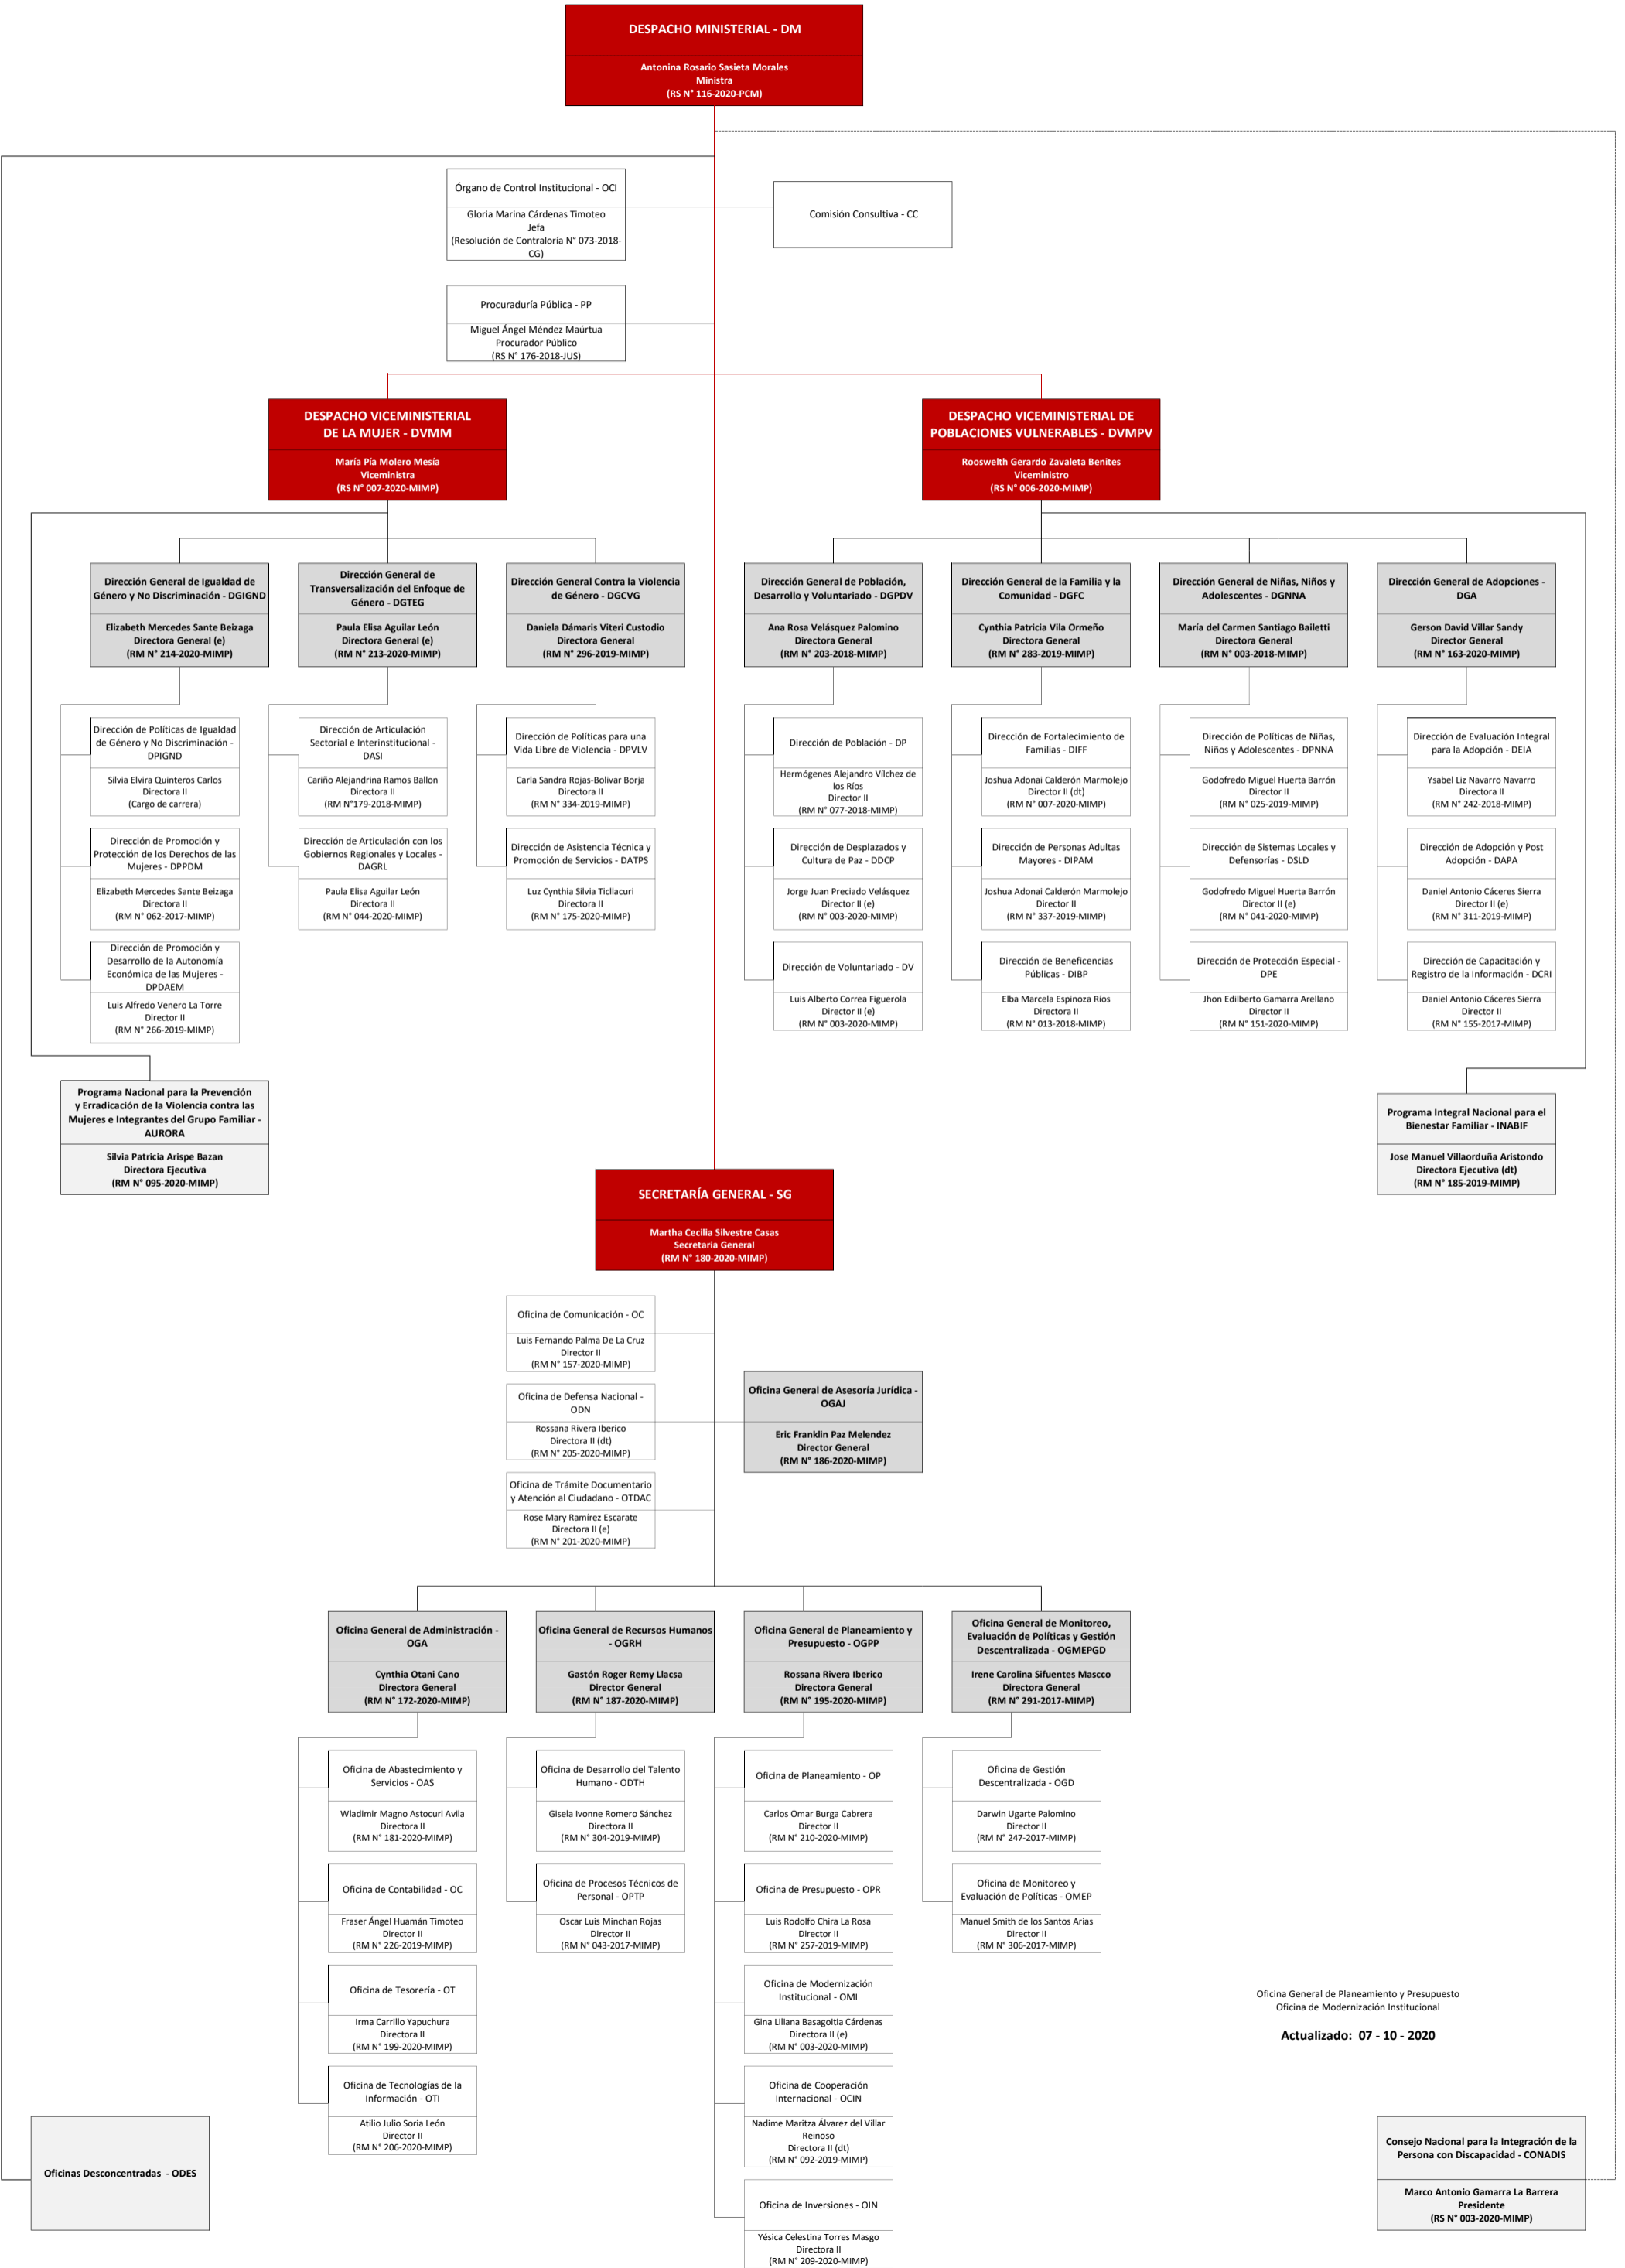 DESPACHO MINISTERIAL - DM
Antonina Rosario Sasieta Morales
Ministra
(RS N° 116-2020-PCM)
Órgano de Control Institucional - OCI
Gloria Marina Cárdenas Timoteo
Jefa
(Resolución de Contraloría N° 073-2018-
CG)
Comisión Consultiva - CC
Procuraduría Pública - PP
Miguel Ángel Méndez Maúrtua
Procurador Público
(RS N° 176-2018-JUS)
DESPACHO VICEMINISTERIAL
DE LA MUJER - DVMM
María Pía Molero Mesía
Viceministra
(RS N° 007-2020-MIMP)
DESPACHO VICEMINISTERIAL DE
POBLACIONES VULNERABLES - DVMPV
Rooswelth Gerardo Zavaleta Benites
Viceministro
(RS N° 006-2020-MIMP)
Dirección General de Igualdad de
Género y No Discriminación - DGIGND
Elizabeth Mercedes Sante Beizaga
Directora General (e)
(RM N° 214-2020-MIMP)
Dirección General de
Transversalización del Enfoque de
Género - DGTEG
Paula Elisa Aguilar León
Directora General (e)
(RM N° 213-2020-MIMP)
Dirección General Contra la Violencia
de Género - DGCVG
Daniela Dámaris Viteri Custodio
Directora General
(RM N° 296-2019-MIMP)
Dirección General de Población,
Desarrollo y Voluntariado - DGPDV
Ana Rosa Velásquez Palomino
Directora General
(RM N° 203-2018-MIMP)
Dirección General de la Familia y la
Comunidad - DGFC
Cynthia Patricia Vila Ormeño
Directora General
(RM N° 283-2019-MIMP)
Dirección General de Niñas, Niños y
Adolescentes - DGNNA
María del Carmen Santiago Bailetti
Directora General
(RM N° 003-2018-MIMP)
Dirección General de Adopciones -
DGA
Gerson David Villar Sandy
Director General
(RM N° 163-2020-MIMP)
Dirección de Políticas de Igualdad
de Género y No Discriminación -
DPIGND
Silvia Elvira Quinteros Carlos
Directora II
(Cargo de carrera)
Dirección de Articulación
Sectorial e Interinstitucional -
DASI
Cariño Alejandrina Ramos Ballon
Directora II
(RM N°179-2018-MIMP)
Dirección de Políticas para una
Vida Libre de Violencia - DPVLV
Carla Sandra Rojas-Bolivar Borja
Directora II
(RM N° 334-2019-MIMP)
Dirección de Población - DP
Hermógenes Alejandro Vílchez de
los Ríos
Director II
(RM N° 077-2018-MIMP)
Dirección de Fortalecimiento de
Familias - DIFF
Joshua Adonai Calderón Marmolejo
Director II (dt)
(RM N° 007-2020-MIMP)
Dirección de Políticas de Niñas,
Niños y Adolescentes - DPNNA
Godofredo Miguel Huerta Barrón
Director II
(RM N° 025-2019-MIMP)
Dirección de Evaluación Integral
para la Adopción - DEIA
Ysabel Liz Navarro Navarro
Directora II
(RM N° 242-2018-MIMP)
Dirección de Promoción y
Protección de los Derechos de las
Mujeres - DPPDM
Elizabeth Mercedes Sante Beizaga
Directora II
(RM N° 062-2017-MIMP)
Dirección de Articulación con los
Gobiernos Regionales y Locales -
DAGRL
Paula Elisa Aguilar León
Directora II
(RM N° 044-2020-MIMP)
Dirección de Asistencia Técnica y
Promoción de Servicios - DATPS
Luz Cynthia Silvia Ticllacuri
Directora II
(RM N° 175-2020-MIMP)
Dirección de Desplazados y
Cultura de Paz - DDCP
Jorge Juan Preciado Velásquez
Director II (e)
(RM N° 003-2020-MIMP)
Dirección de Personas Adultas
Mayores - DIPAM
Joshua Adonai Calderón Marmolejo
Director II
(RM N° 337-2019-MIMP)
Dirección de Sistemas Locales y
Defensorías - DSLD
Godofredo Miguel Huerta Barrón
Director II (e)
(RM N° 041-2020-MIMP)
Dirección de Adopción y Post
Adopción - DAPA
Daniel Antonio Cáceres Sierra
Director II (e)
(RM N° 311-2019-MIMP)
Dirección de Promoción y
Desarrollo de la Autonomía
Económica de las Mujeres -
DPDAEM
Luis Alfredo Venero La Torre
Director II
(RM N° 266-2019-MIMP)
Dirección de Voluntariado - DV
Luis Alberto Correa Figuerola
Director II (e)
(RM N° 003-2020-MIMP)
Dirección de Beneficencias
Públicas - DIBP
Elba Marcela Espinoza Ríos
Directora II
(RM N° 013-2018-MIMP)
Dirección de Protección Especial -
DPE
Jhon Edilberto Gamarra Arellano
Director II
(RM N° 151-2020-MIMP)
Dirección de Capacitación y
Registro de la Información - DCRI
Daniel Antonio Cáceres Sierra
Director II
(RM N° 155-2017-MIMP)
Programa Nacional para la Prevención
y Erradicación de la Violencia contra las
Mujeres e Integrantes del Grupo Familiar -
AURORA
Silvia Patricia Arispe Bazan
Directora Ejecutiva
(RM N° 095-2020-MIMP)
Programa Integral Nacional para el
Bienestar Familiar - INABIF
Jose Manuel Villaorduña Aristondo
Directora Ejecutiva (dt)
(RM N° 185-2019-MIMP)
SECRETARÍA GENERAL - SG
Martha Cecilia Silvestre Casas
Secretaria General
(RM N° 180-2020-MIMP)
Oficina de Comunicación - OC
Luis Fernando Palma De La Cruz
Director II
(RM N° 157-2020-MIMP)
Oficina de Defensa Nacional -
ODN
Rossana Rivera Iberico
Directora II (dt)
(RM N° 205-2020-MIMP)
Oficina General de Asesoría Jurídica -
OGAJ
Eric Franklin Paz Melendez
Director General
(RM N° 186-2020-MIMP)
Oficina de Trámite Documentario
y Atención al Ciudadano - OTDAC
Rose Mary Ramírez Escarate
Directora II (e)
(RM N° 201-2020-MIMP)
Oficina General de Administración -
OGA
Cynthia Otani Cano
Directora General
(RM N° 172-2020-MIMP)
Oficina General de Recursos Humanos
- OGRH
Gastón Roger Remy Llacsa
Director General
(RM N° 187-2020-MIMP)
Oficina General de Planeamiento y
Presupuesto - OGPP
Rossana Rivera Iberico
Directora General
(RM N° 195-2020-MIMP)
Oficina General de Monitoreo,
Evaluación de Políticas y Gestión
Descentralizada - OGMEPGD
Irene Carolina Sifuentes Mascco
Directora General
(RM N° 291-2017-MIMP)
Oficina de Abastecimiento y
Servicios - OAS
Wladimir Magno Astocuri Avila
Directora II
(RM N° 181-2020-MIMP)
Oficina de Desarrollo del Talento
Humano - ODTH
Gisela Ivonne Romero Sánchez
Directora II
(RM N° 304-2019-MIMP)
Oficina de Planeamiento - OP
Carlos Omar Burga Cabrera
Director II
(RM N° 210-2020-MIMP)
Oficina de Gestión
Descentralizada - OGD
Darwin Ugarte Palomino
Director II
(RM N° 247-2017-MIMP)
Oficina de Contabilidad - OC
Fraser Ángel Huamán Timoteo
Director II
(RM N° 226-2019-MIMP)
Oficina de Procesos Técnicos de
Personal - OPTP
Oscar Luis Minchan Rojas
Director II
(RM N° 043-2017-MIMP)
Oficina de Presupuesto - OPR
Luis Rodolfo Chira La Rosa
Director II
(RM N° 257-2019-MIMP)
Oficina de Monitoreo y
Evaluación de Políticas - OMEP
Manuel Smith de los Santos Arias
Director II
(RM N° 306-2017-MIMP)
Oficina de Tesorería - OT
Irma Carrillo Yapuchura
Directora II
(RM N° 199-2020-MIMP)
Oficina de Modernización
Institucional - OMI
Gina Liliana Basagoitia Cárdenas
Directora II (e)
(RM N° 003-2020-MIMP)
Oficina General de Planeamiento y Presupuesto
Oficina de Modernización Institucional
Actualizado: 07 - 10 - 2020
Oficina de Tecnologías de la
Información - OTI
Atilio Julio Soria León
Director II
(RM N° 206-2020-MIMP)
Oficina de Cooperación
Internacional - OCIN
Nadime Maritza Álvarez del Villar
Reinoso
Directora II (dt)
(RM N° 092-2019-MIMP)
Oficinas Desconcentradas - ODES
Consejo Nacional para la Integración de la
Persona con Discapacidad - CONADIS
Marco Antonio Gamarra La Barrera
Presidente
(RS N° 003-2020-MIMP)
Oficina de Inversiones - OIN
Yésica Celestina Torres Masgo
Directora II
(RM N° 209-2020-MIMP)